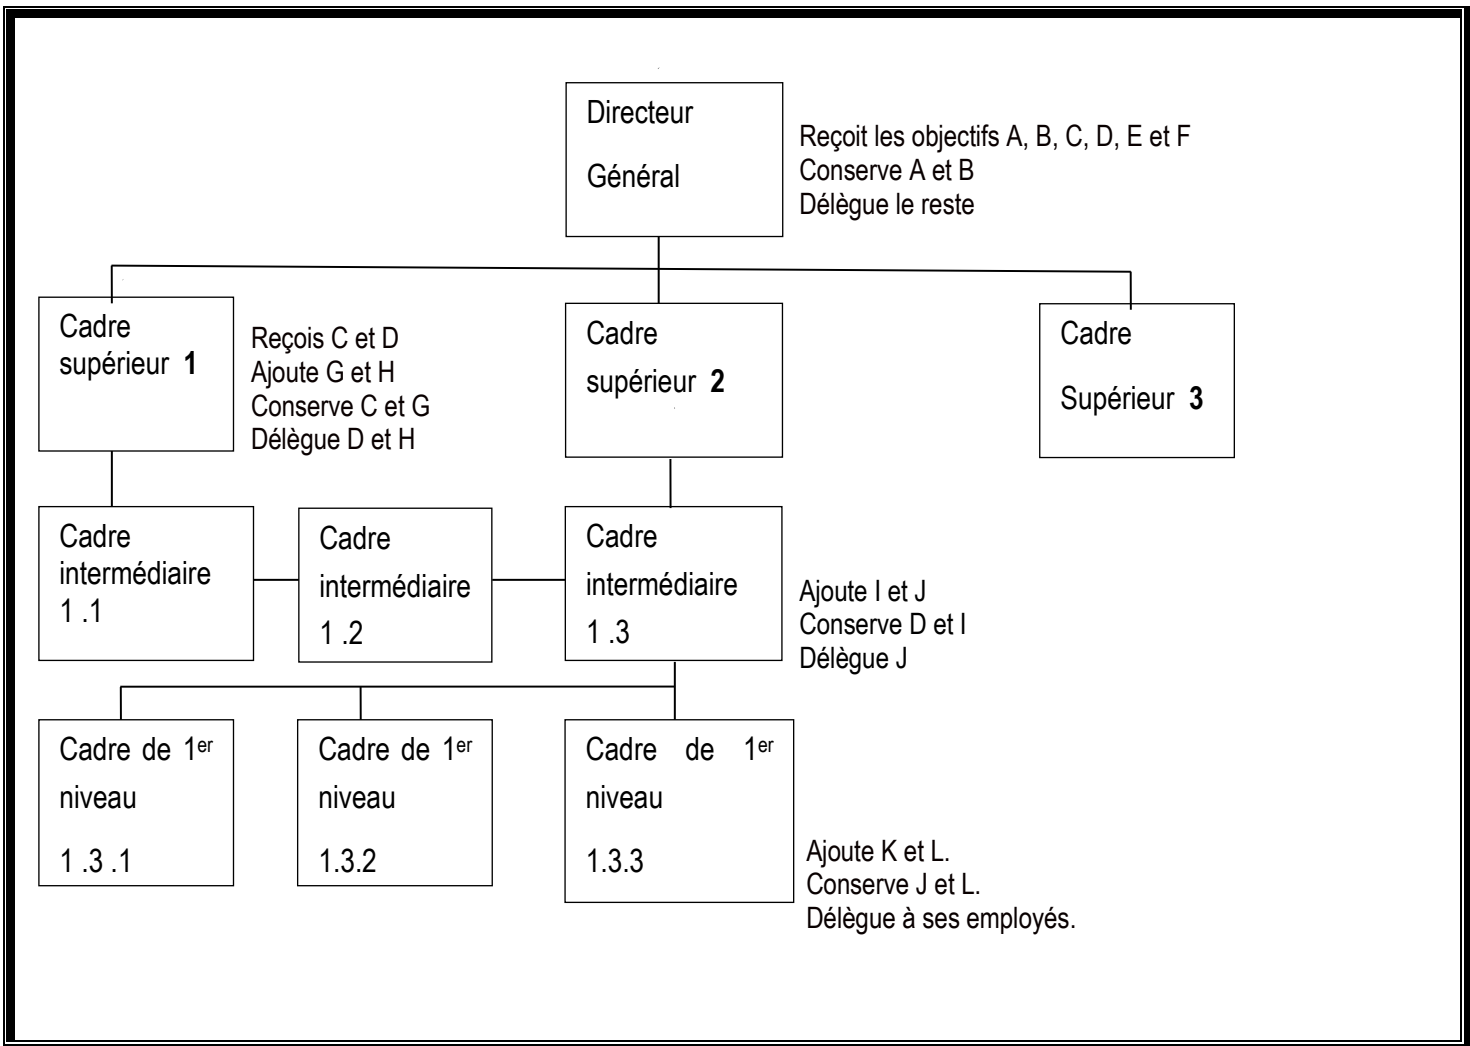 Directeur
Général
Reçoit les objectifs A, B, C, D, E et F
Conserve A et B
Délègue le reste
Cadre
supérieur 1
Reçois C et D
Ajoute G et H
Conserve C et G
Délègue D et H
Cadre
supérieur 2
Cadre
Supérieur 3
Cadre
intermédiaire
1 .1
Cadre
intermédiaire
1 .2
Cadre
intermédiaire
1 .3
Ajoute I et J
Conserve D et I
Délègue J
Cadre de 1er
niveau
1 .3 .1
Cadre de 1er
niveau
1.3.2
Cadre de 1er
niveau
1.3.3
Ajoute K et L.
Conserve J et L.
Délègue à ses employés.